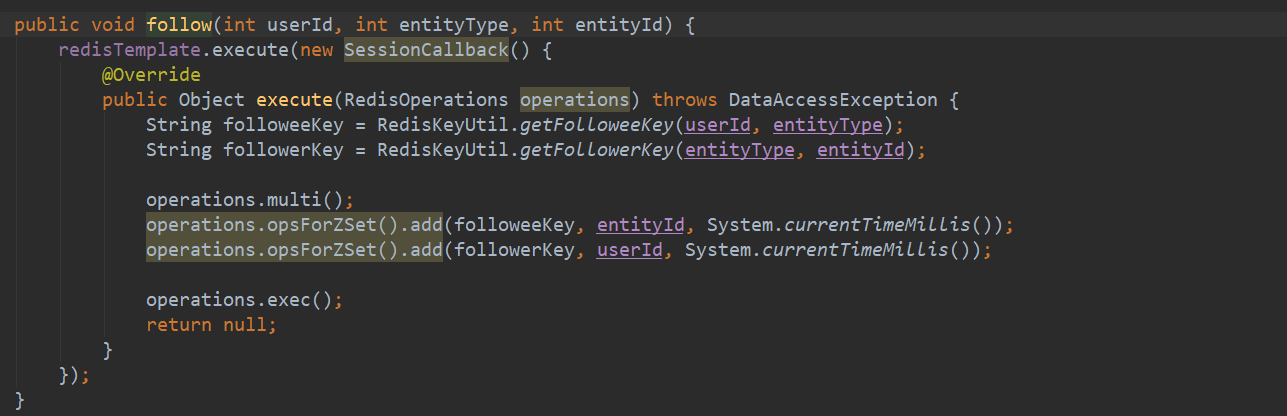 public void follow(int userId, int entityType, int entityId) {
redisTemplate.execute(new SessionCallback() {
@Override
public Object execute(RedisOperations operations) throws DataAccessException {
String followeeKey = RedisKeyUtil.getFolloweeKey(userId, entityType);
String followerKey = RedisKeyUtil.getFollowerKey(entityType, entityId);
operations.multi();
operations.opsForZSet().add(followeeKey, entityId, System.currentTimeMillis());
operations.opsForZSet().add(followerKey, userId, System.currentTimeMillis());
operations.exec();
return null;
}
});
}